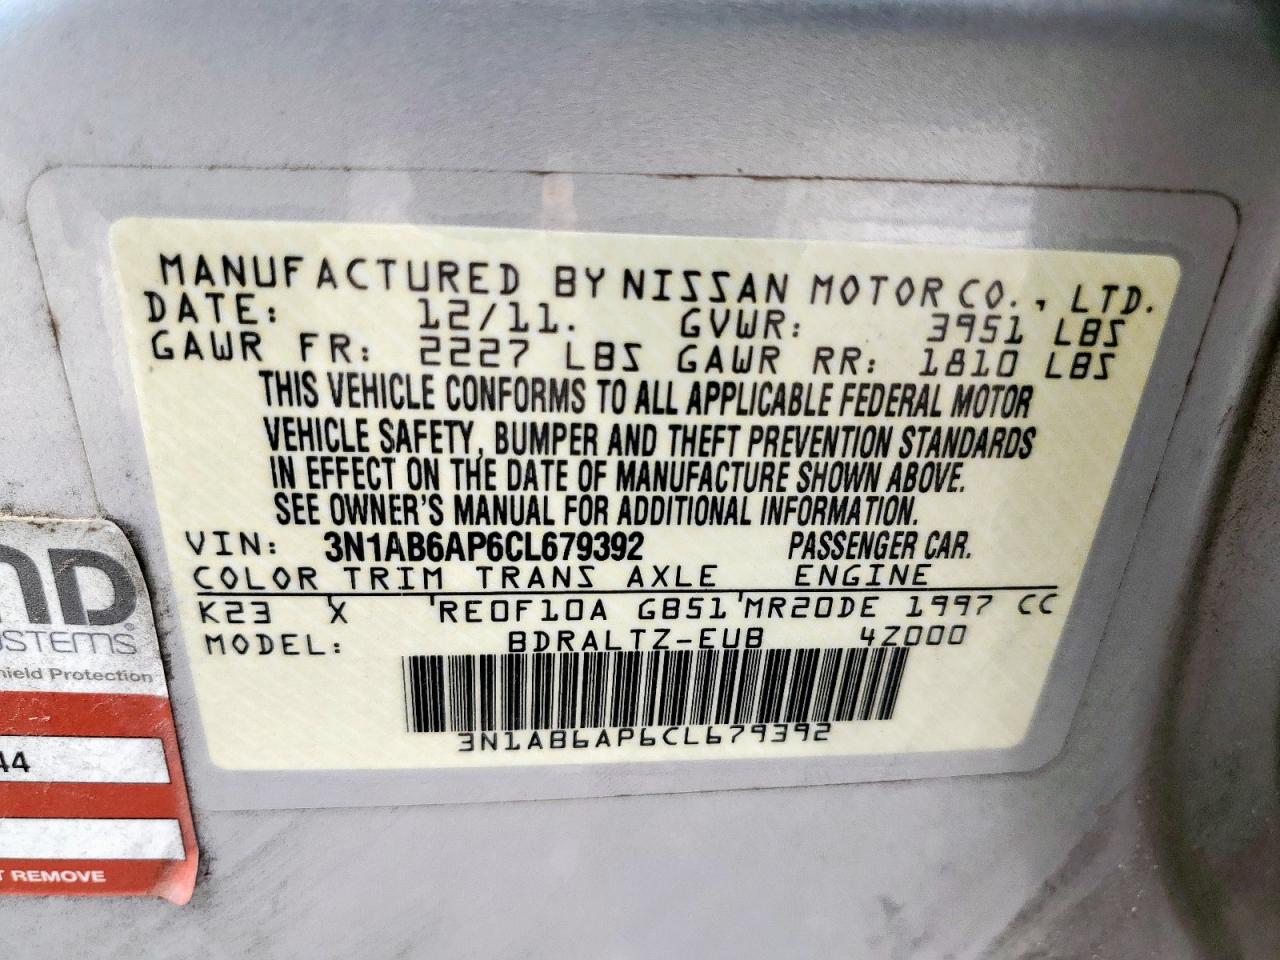 MANUFACTURED BY NISSAN MOTOR CO., LTD.
DATE: 12/11. GVWR: 3951 LBS
GAWR FR: 2227 LBS GAWR RR: 1810 LBS
THIS VEHICLE CONFORMS TO ALL APPLICABLE FEDERAL MOTOR
VEHICLE SAFETY, BUMPER AND THEFT PREVENTION STANDARDS
IN EFFECT ON THE DATE OF MANUFACTURE SHOWN ABOVE.
SEE OWNER'S MANUAL FOR ADDITIONAL INFORMATION.
VIN: 3N1AB6AP6CL679392 PASSENGER CAR.
COLOR TRIM TRANS AXLE ENGINE
K23 X RE0F10A GB51 MR20DE 1997 CC
MODEL: BDRALTZ-EUB 4Z000
3N1AB6AP6CL679392
Protection
44
REMOVE